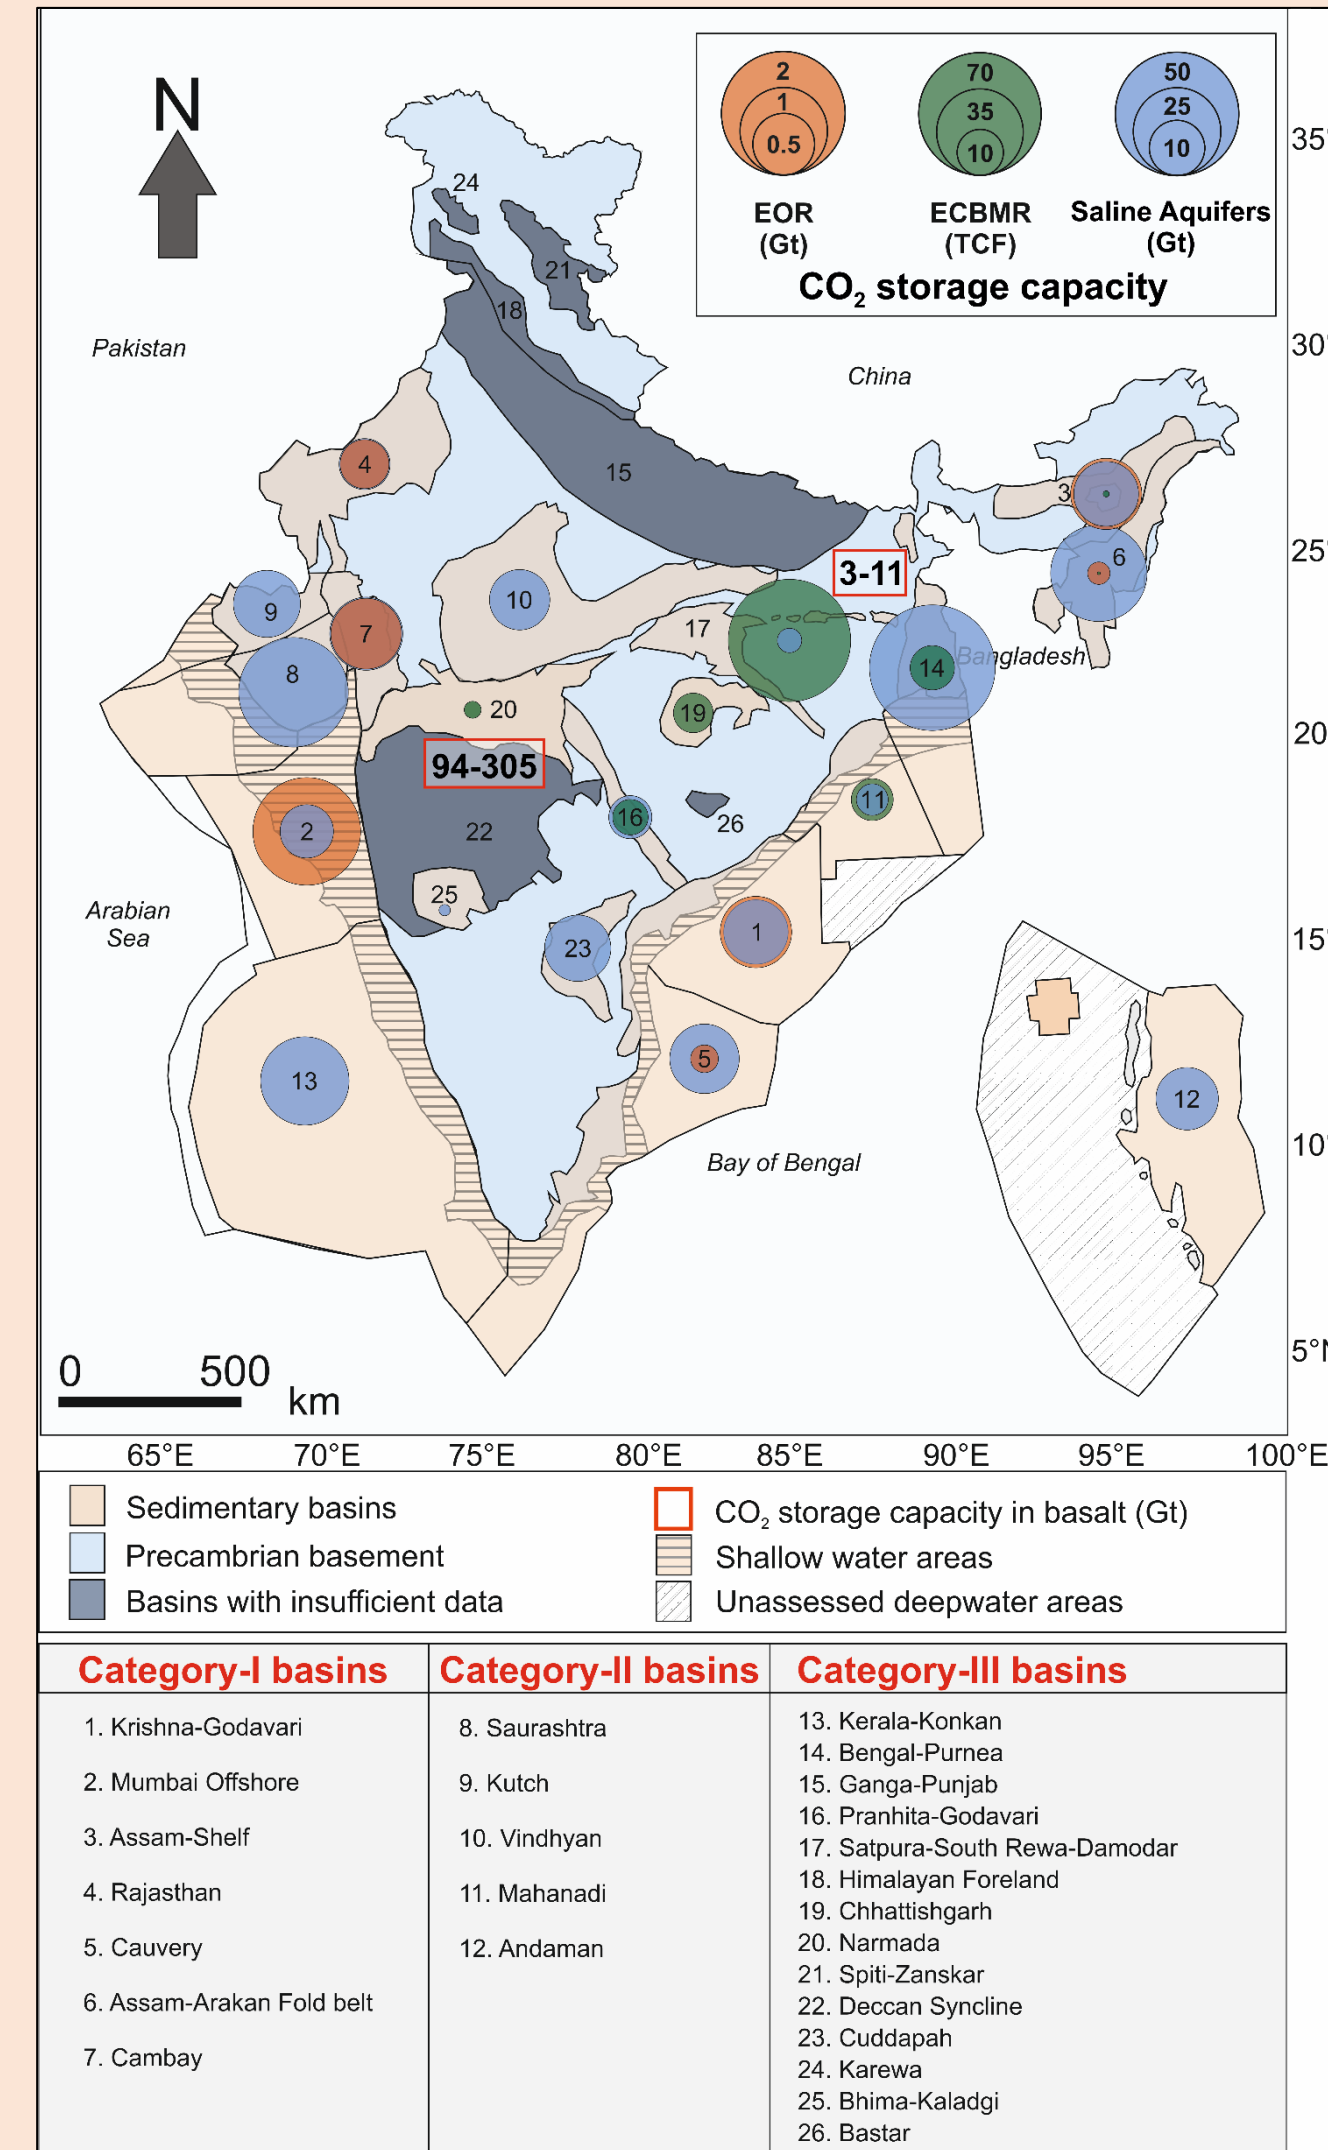 N
2
1
0.5
70
35
10
50
25
10
EOR
(Gt)
ECBMR
(TCF)
Saline Aquifers
(Gt)
CO₂ storage capacity
35°
24
21
18
Pakistan
30°
China
4
15
3
25°
3-11
6
9
10
7
17
8
14
Bangladesh
19
20
20
94-305
2
22
16
11
26
25
Arabian
Sea
23
1
15°
5
13
12
10°
Bay of Bengal
5°N
0
500
km
65°E
70°E
75°E
80°E
85°E
90°E
95°E
100°E
Sedimentary basins
Precambrian basement
Basins with insufficient data
CO₂ storage capacity in basalt (Gt)
Shallow water areas
Unassessed deepwater areas
Category-I basins
1. Krishna-Godavari
2. Mumbai Offshore
3. Assam-Shelf
4. Rajasthan
5. Cauvery
6. Assam-Arakan Fold belt
7. Cambay
Category-II basins
8. Saurashtra
9. Kutch
10. Vindhyan
11. Mahanadi
12. Andaman
Category-III basins
13. Kerala-Konkan
14. Bengal-Purnea
15. Ganga-Punjab
16. Pranhita-Godavari
17. Satpura-South Rewa-Damodar
18. Himalayan Foreland
19. Chhattishgarh
20. Narmada
21. Spiti-Zanskar
22. Deccan Syncline
23. Cuddapah
24. Karewa
25. Bhima-Kaladgi
26. Bastar